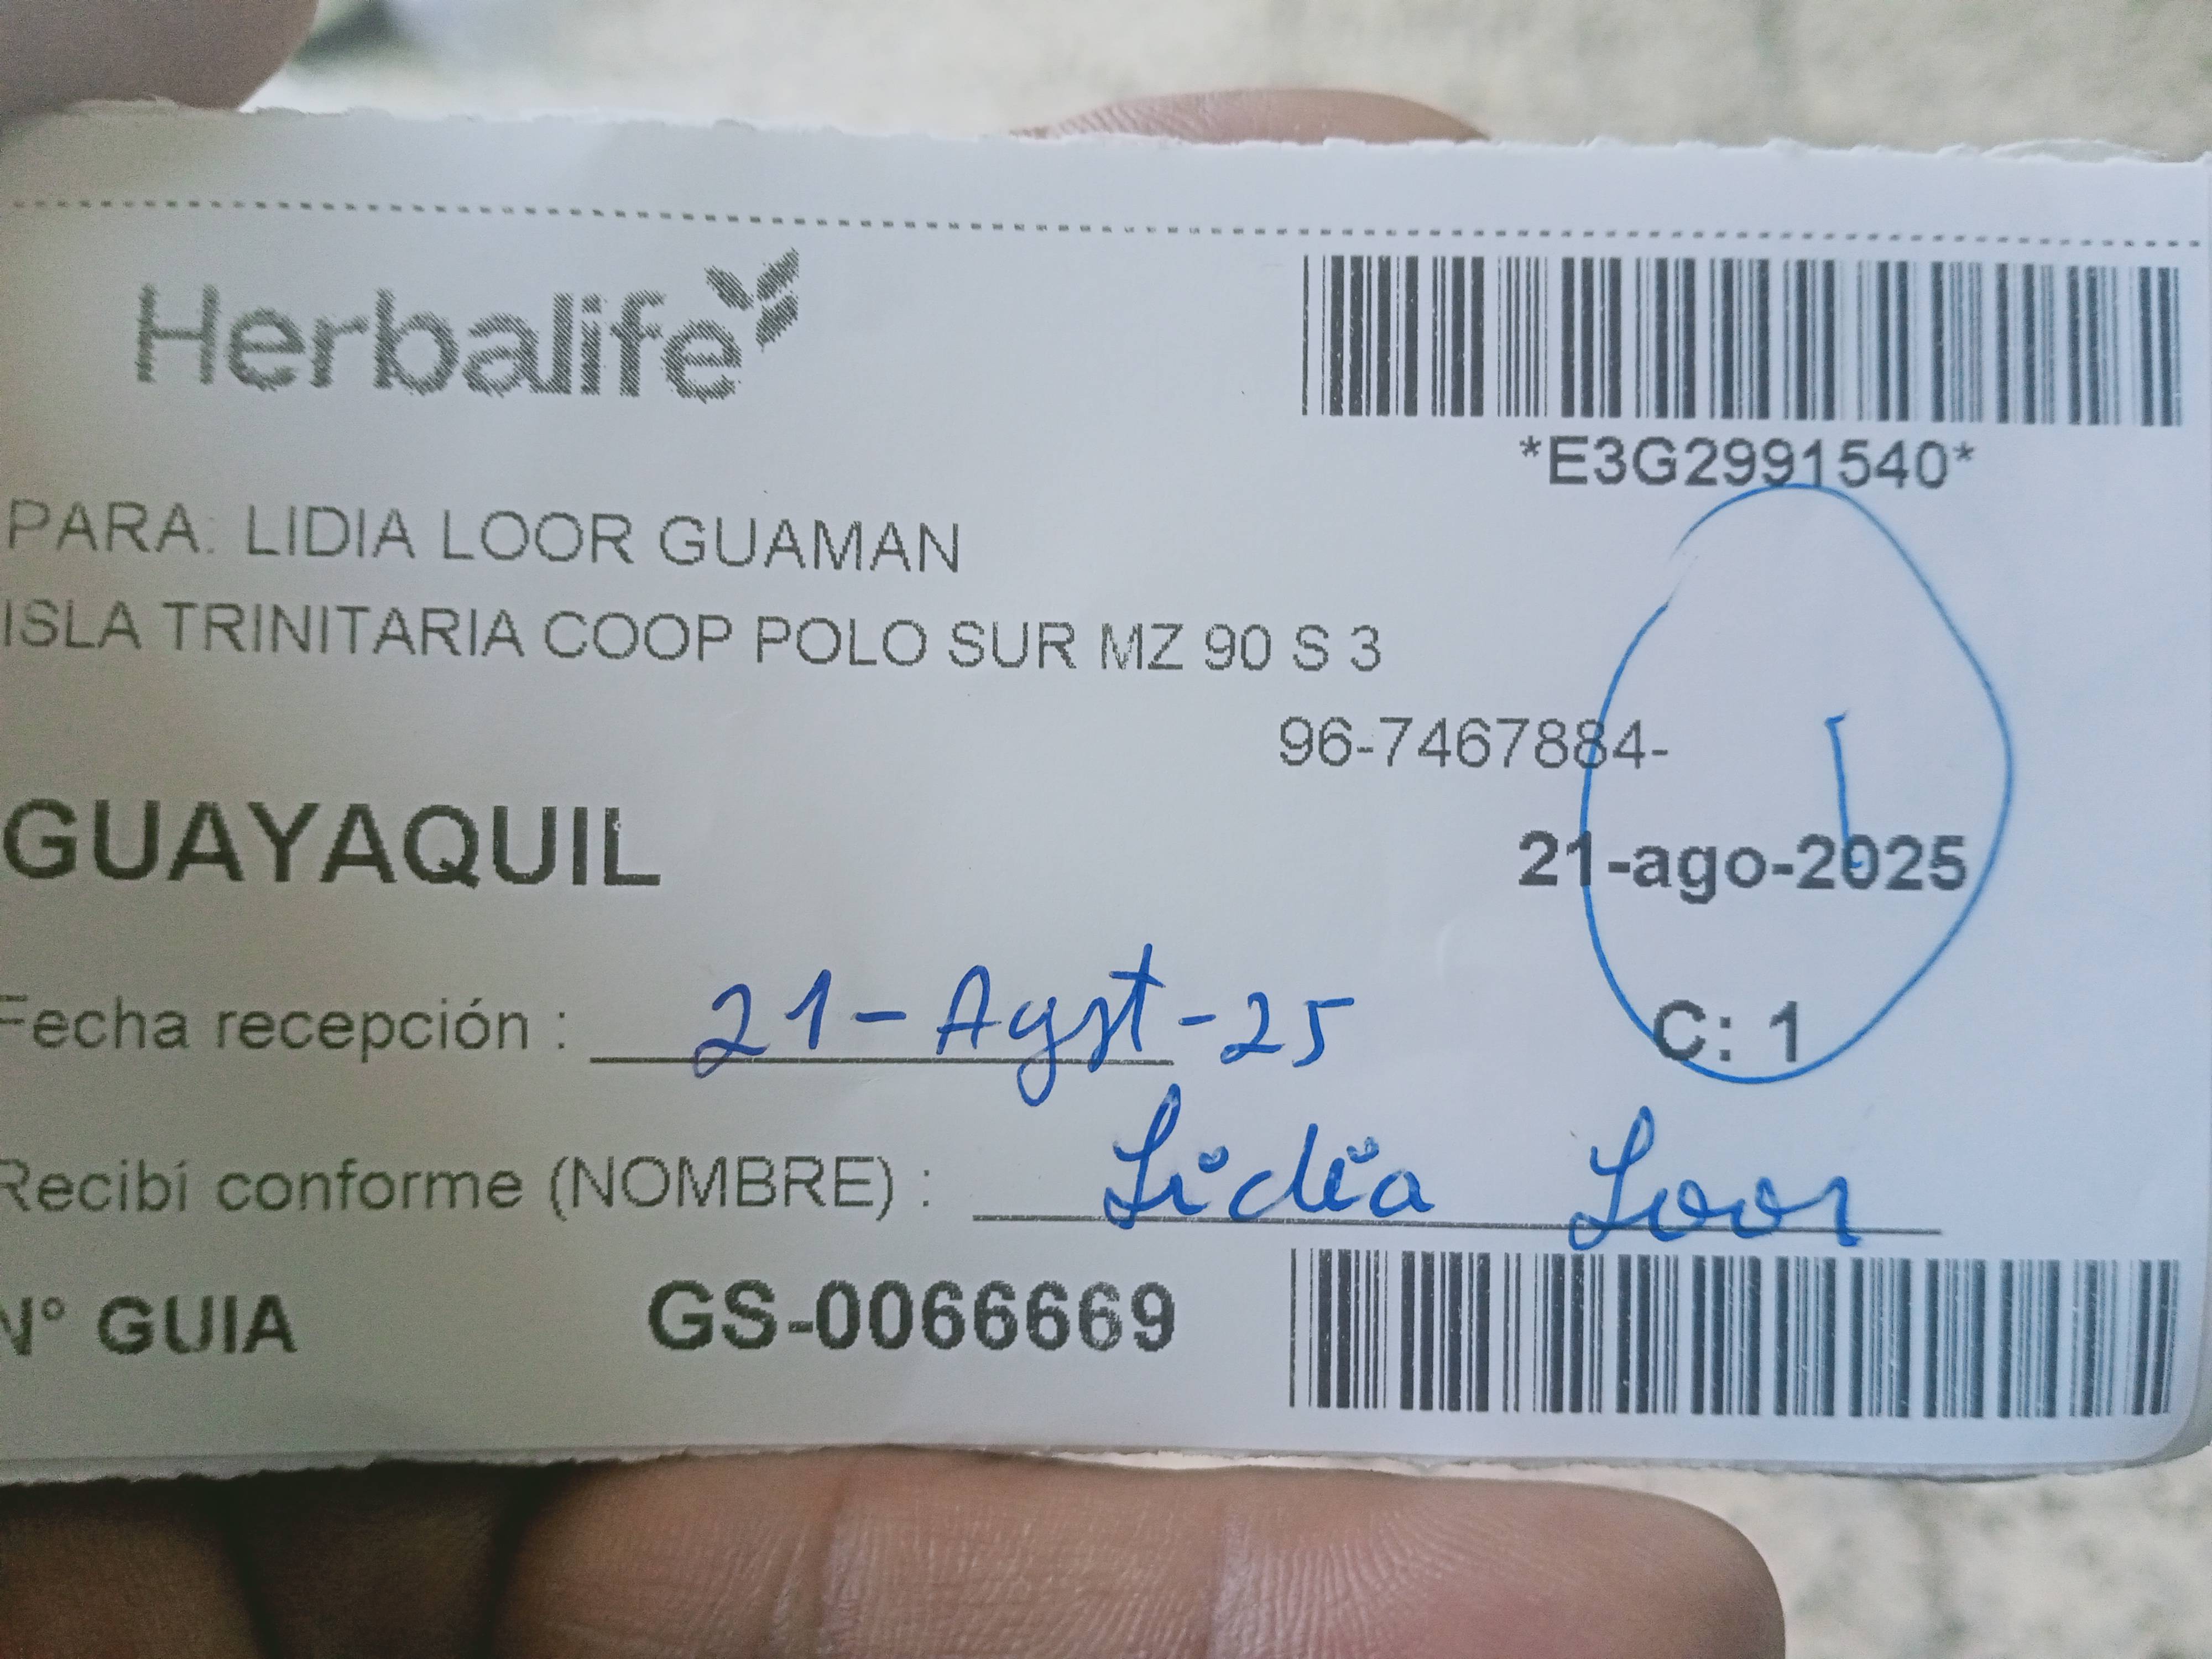 Herbalife
*E3G2991540*
PARA: LIDIA LOOR GUAMAN
ISLA TRINITARIA COOP POLO SUR MZ 90 S 3
96-7467884-
GUAYAQUIL
21-ago-2025
1
C: 1
Fecha recepción : 21-Agst-25
Recibí conforme (NOMBRE) : Lidia Loor
N° GUIA GS-0066669